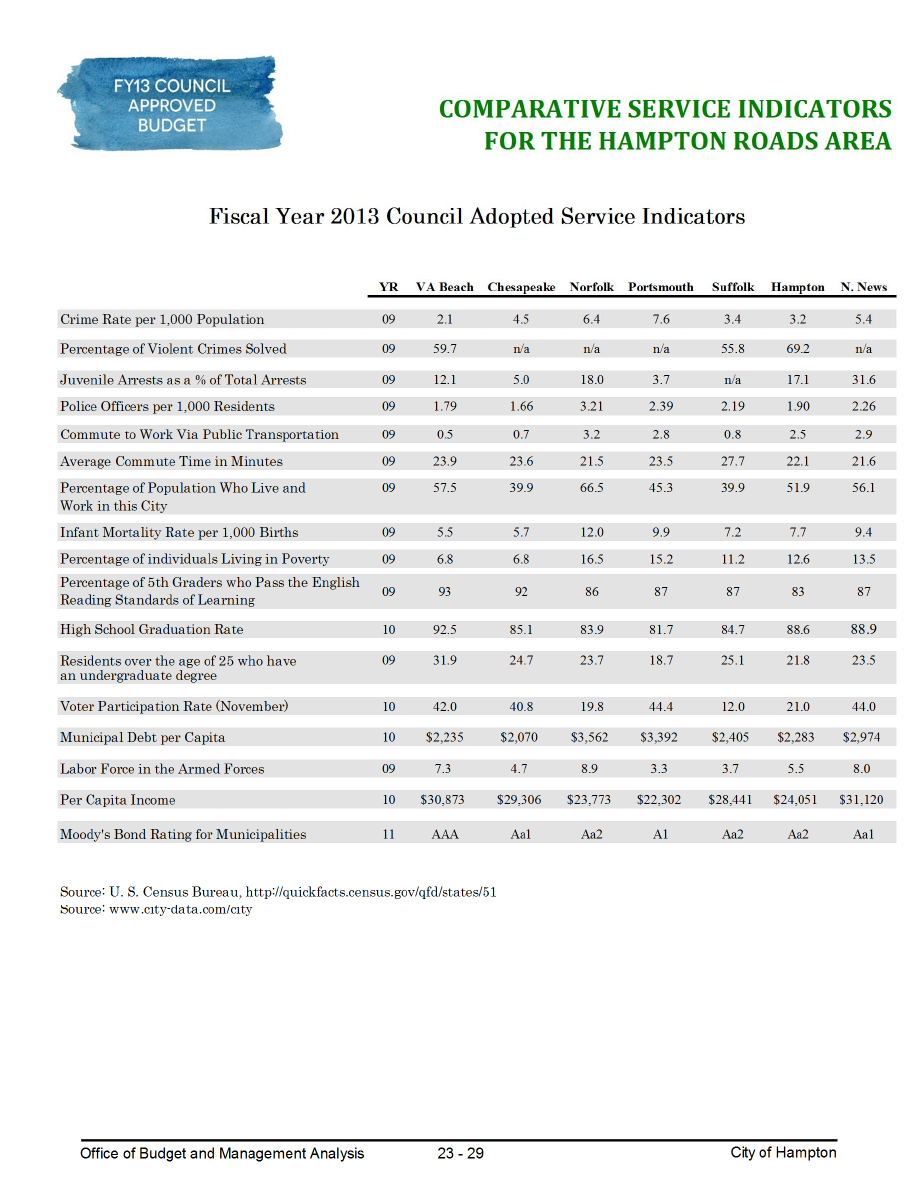 FY13 COUNCIL
APPROVED
BUDGET
COMPARATIVE SERVICE INDICATORS
FOR THE HAMPTON ROADS AREA
Fiscal Year 2013 Council Adopted Service Indicators
YR VA Beach Chesapeake Norfolk Portsmouth Suffolk Hampton N. News
Crime Rate per 1,000 Population 09 2.1 4.5 6.4 7.6 3.4 3.2 5.4
Percentage of Violent Crimes Solved 09 59.7 n/a n/a n/a 55.8 69.2 n/a
Juvenile Arrests as a % of Total Arrests 09 12.1 5.0 18.0 3.7 n/a 17.1 31.6
Police Officers per 1,000 Residents 09 1.79 1.66 3.21 2.39 2.19 1.90 2.26
Commute to Work Via Public Transportation 09 0.5 0.7 3.2 2.8 0.8 2.5 2.9
Average Commute Time in Minutes 09 23.9 23.6 21.5 23.5 27.7 22.1 21.6
Percentage of Population Who Live and 09 57.5 39.9 66.5 45.3 39.9 51.9 56.1
Work in this City
Infant Mortality Rate per 1,000 Births 09 5.5 5.7 12.0 9.9 7.2 7.7 9.4
Percentage of individuals Living in Poverty 09 6.8 6.8 16.5 15.2 11.2 12.6 13.5
Percentage of 5th Graders who Pass the English
Reading Standards of Learning 09 93 92 86 87 87 83 87
High School Graduation Rate 10 92.5 85.1 83.9 81.7 84.7 88.6 88.9
Residents over the age of 25 who have 09 31.9 24.7 23.7 18.7 25.1 21.8 23.5
an undergraduate degree
Voter Participation Rate (November) 10 42.0 40.8 19.8 44.4 12.0 21.0 44.0
Municipal Debt per Capita 10 $2,235 $2,070 $3,562 $3,392 $2,405 $2,283 $2,974
Labor Force in the Armed Forces 09 7.3 4.7 8.9 3.3 3.7 5.5 8.0
Per Capita Income 10 $30,873 $29,306 $23,773 $22,302 $28,441 $24,051 $31,120
Moody's Bond Rating for Municipalities 11 AAA Aa1 Aa2 A1 Aa2 Aa2 Aa1
Source: U. S. Census Bureau, http://quickfacts.census.gov/qfd/states/51
Source: www.city-data.com/city
Office of Budget and Management Analysis 23 - 29 City of Hampton